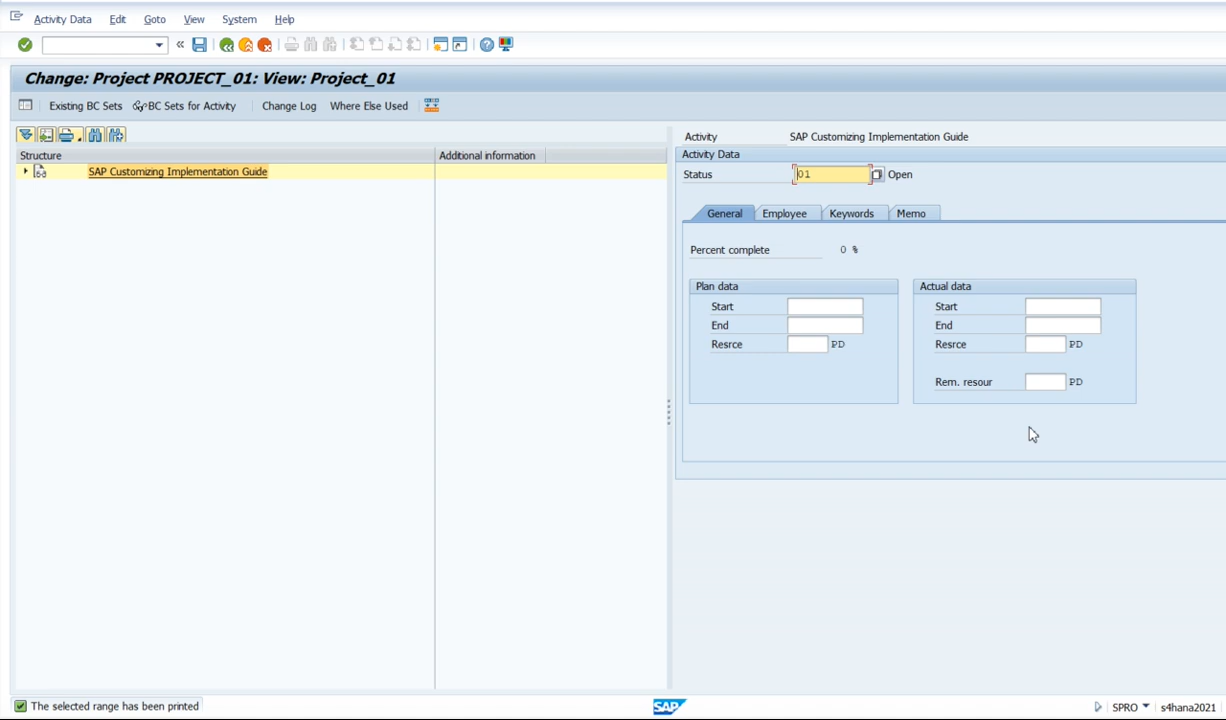 Activity Data Edit Goto View System Help
Change: Project PROJECT_01: View: Project_01
Existing BC Sets BC Sets for Activity Change Log Where Else Used
Structure Additional information
SAP Customizing Implementation Guide
Activity SAP Customizing Implementation Guide
Activity Data
Status 01 Open
General Employee Keywords Memo
Percent complete 0 %
Plan data
Start
End
Resrce PD
Actual data
Start
End
Resrce PD
Rem. resour PD
The selected range has been printed SAP SPRO s4hana2021